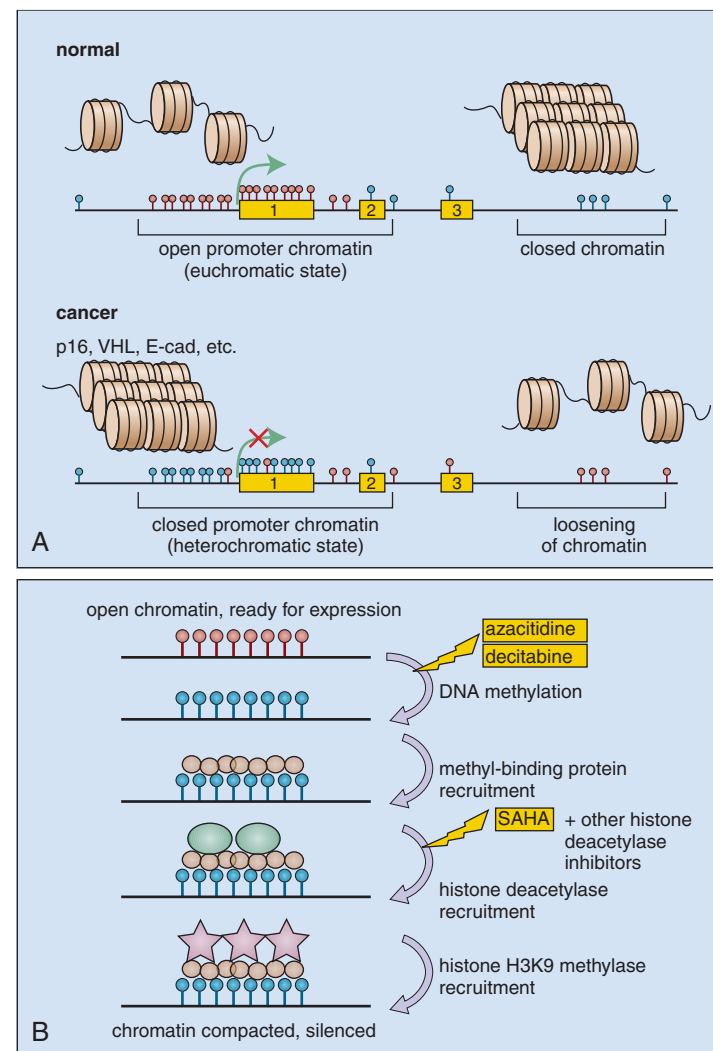 normal
1
2
3
open promoter chromatin
(euchromatic state)
closed chromatin
cancer
p16, VHL, E-cad, etc.
1
2
3
closed promoter chromatin
(heterochromatic state)
loosening
of chromatin
A
open chromatin, ready for expression
azacitidine
decitabine
DNA methylation
methyl-binding protein
recruitment
SAHA
+ other histone
deacetylase
inhibitors
histone deacetylase
recruitment
histone H3K9 methylase
recruitment
B
chromatin compacted, silenced